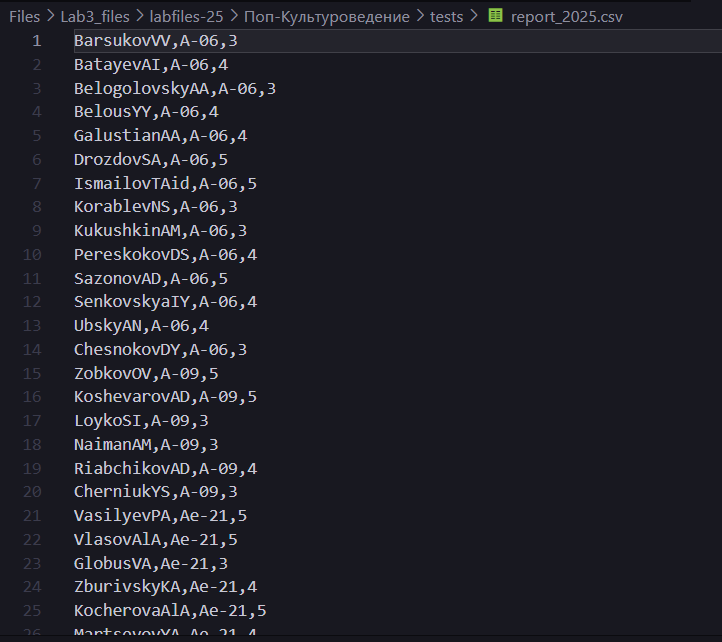 Files > Lab3_files > labfiles-25 > Поп-Культуроведение > tests > report_2025.csv
1 BarsukovVV,A-06,3
2 BatayevAI,A-06,4
3 BelogolovskyAA,A-06,3
4 BelousYY,A-06,4
5 GalustianAA,A-06,4
6 DrozdovSA,A-06,5
7 IsmailovTAid,A-06,5
8 KorablevNS,A-06,3
9 KukushkinAM,A-06,3
10 PereskokovDS,A-06,4
11 SazonovAD,A-06,5
12 SenkovskyaIY,A-06,4
13 UbskyAN,A-06,4
14 ChesnokovDY,A-06,3
15 ZobkovOV,A-09,5
16 KoshevarovAD,A-09,5
17 LoykoSI,A-09,3
18 NaimanAM,A-09,3
19 RiabchikovAD,A-09,4
20 CherniukYS,A-09,3
21 VasilyevPA,Ae-21,5
22 VlasovAlA,Ae-21,5
23 GlobusVA,Ae-21,3
24 ZburivskyKA,Ae-21,4
25 KocherovaAlA,Ae-21,5
26 MartsevoyYA,Ae-21,4